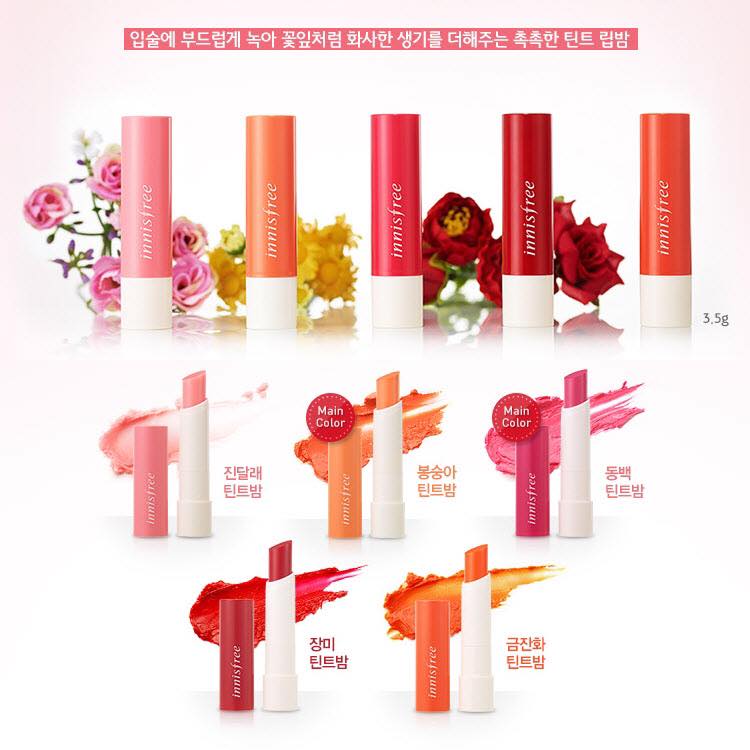 입술에 부드럽게 녹아 꽃잎처럼 화사한 생기를 더해주는 촉촉한 틴트 립밤
innisfree
innisfree
innisfree
innisfree
innisfree
3.5g
innisfree
진달래
틴트밤
Main
Color
innisfree
봉숭아
틴트밤
Main
Color
innisfree
동백
틴트밤
innisfree
장미
틴트밤
innisfree
금잔화
틴트밤